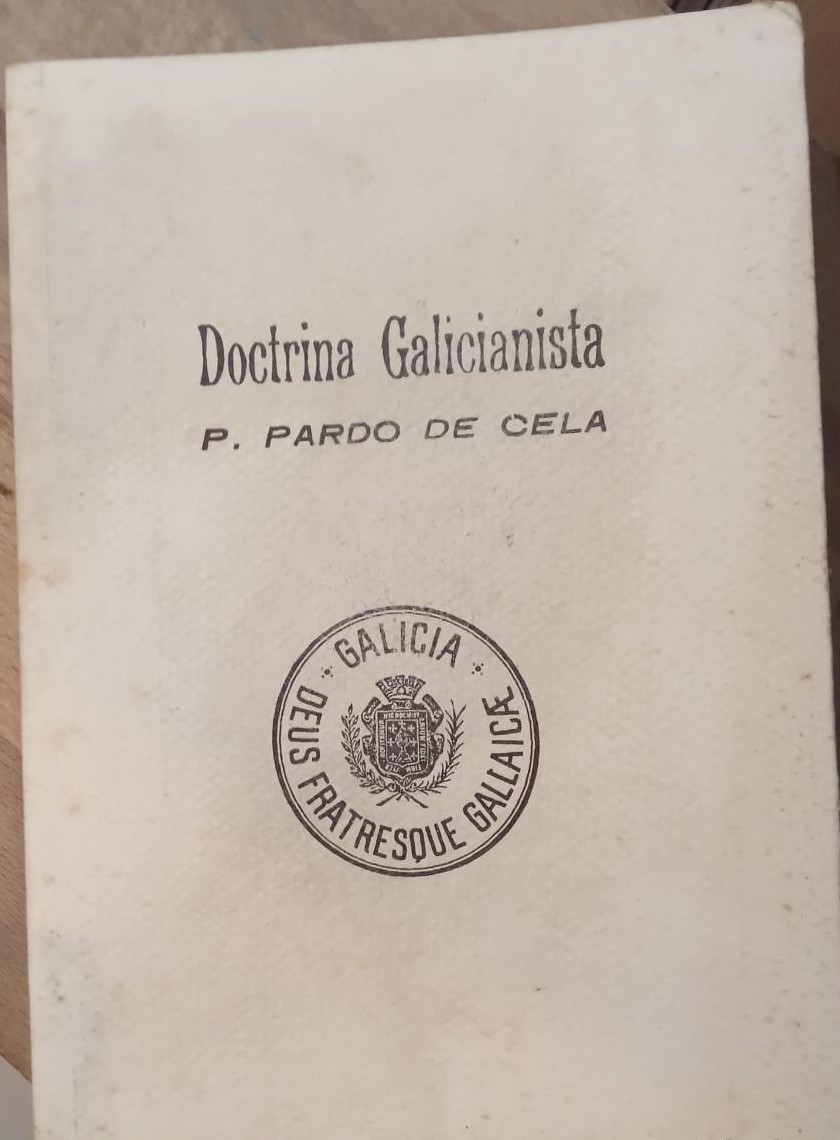 Doctrina Galicianista
P. PARDO DE CELA
GALICIA
DEUS FRATRESQUE GALLAICÆ